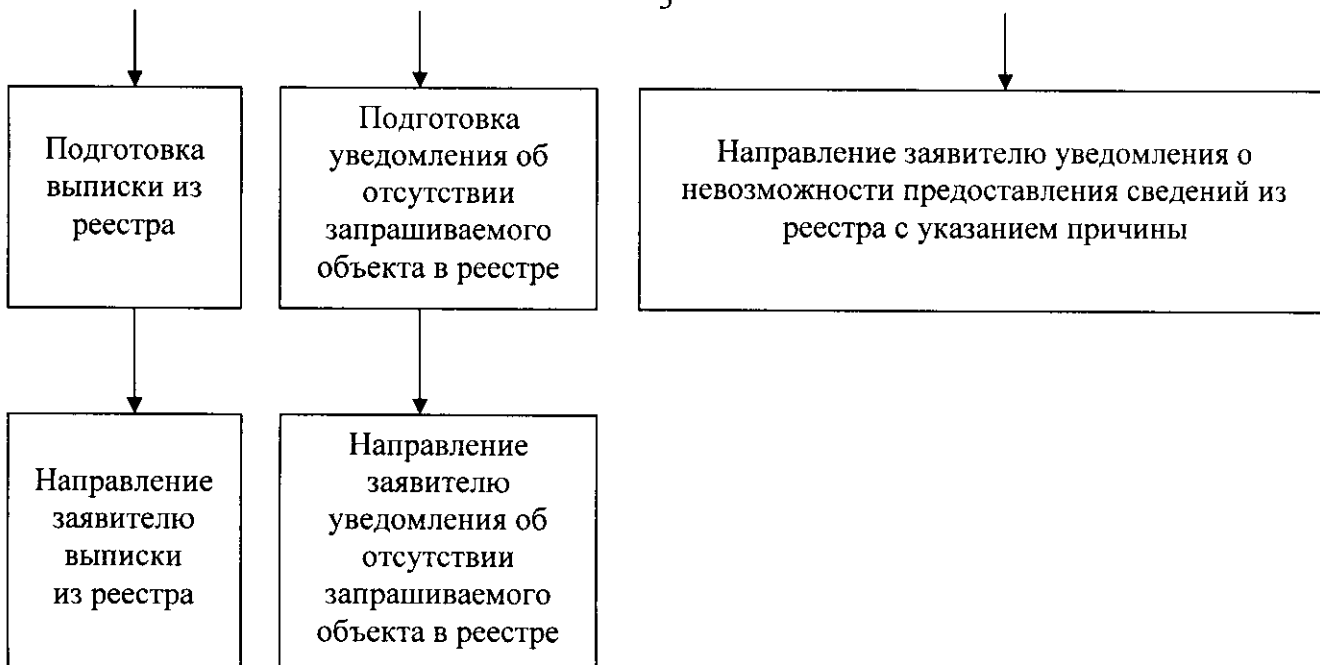 Подготовка
выписки из
реестра
Подготовка
уведомления об
отсутствии
запрашиваемого
объекта в реестре
Направление заявителю уведомления о
невозможности предоставления сведений из
реестра с указанием причины
Направление
заявителю
выписки
из реестра
Направление
заявителю
уведомления об
отсутствии
запрашиваемого
объекта в реестре